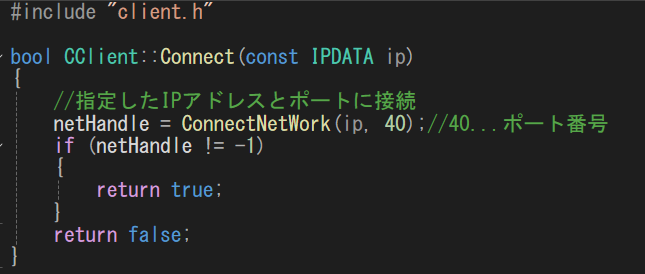 #include "client.h"
bool CClient::Connect(const IPDATA ip)
{
//指定したIPアドレスとポートに接続
netHandle = ConnectNetWork(ip, 40);//40...ポート番号
if (netHandle != -1)
{
return true;
}
return false;
}